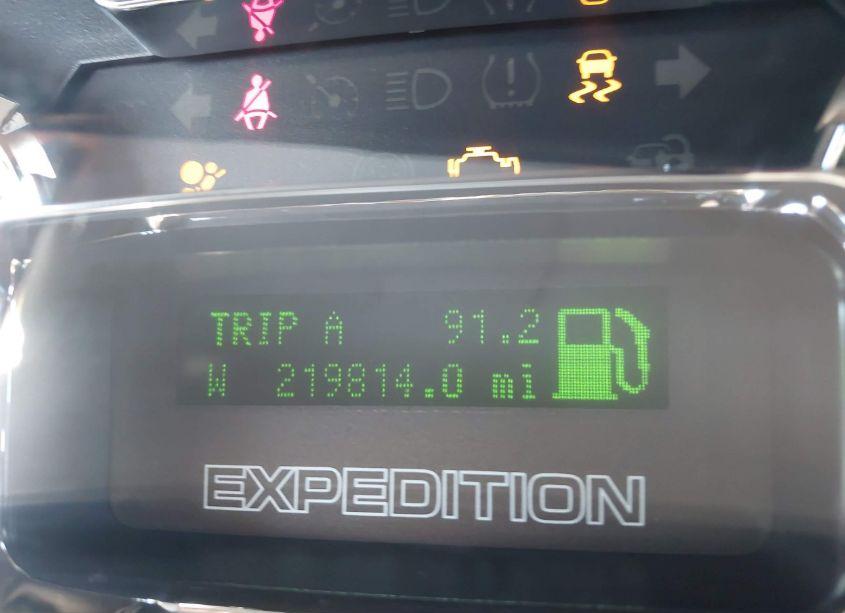 TRIP A 91.2
W 219814.0 mi
EXPEDITION